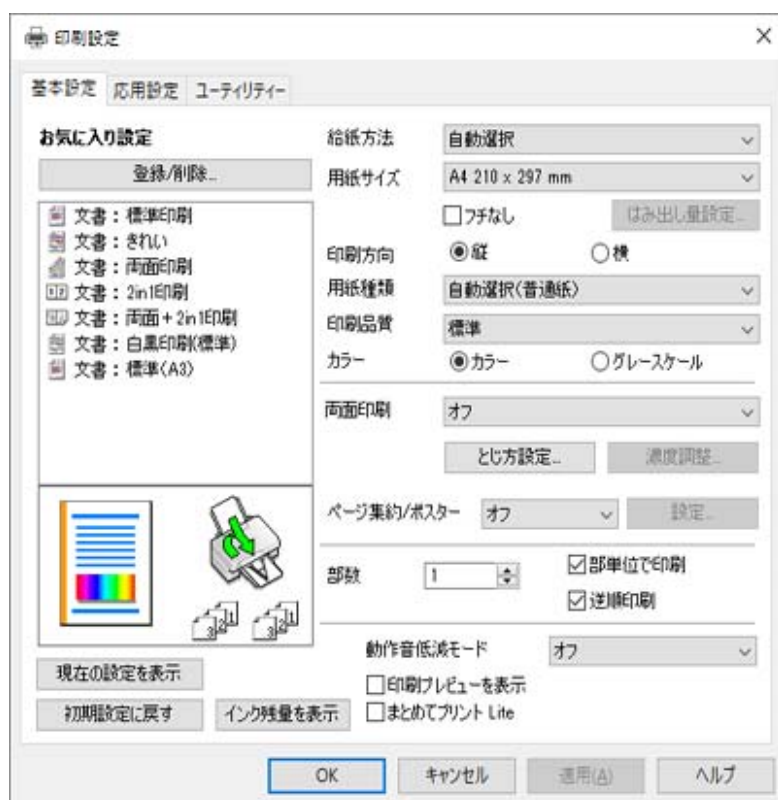 印刷設定
基本設定 応用設定 ユーティリティー
お気に入り設定
登録/削除...
文書：標準印刷
文書：きれい
文書：両面印刷
文書：2in1印刷
文書：両面＋2in1印刷
文書：白黒印刷(標準)
文書：標準(A3)
現在の設定を表示
初期設定に戻す インク残量を表示
給紙方法 自動選択
用紙サイズ A4 210 x 297 mm
フチなし はみ出し量設定...
印刷方向 縦 横
用紙種類 自動選択(普通紙)
印刷品質 標準
カラー カラー グレースケール
両面印刷 オフ
とじ方設定... 濃度調整...
ページ集約/ポスター オフ 設定...
部数 1 部単位で印刷
逆順印刷
動作音低減モード オフ
印刷プレビューを表示
まとめてプリント Lite
OK キャンセル 適用(A) ヘルプ